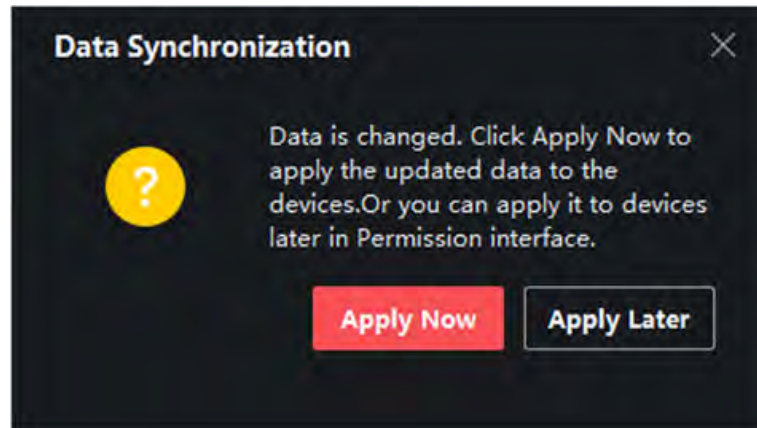 Data Synchronization
?
Data is changed. Click Apply Now to
apply the updated data to the
devices.Or you can apply it to devices
later in Permission interface.
Apply Now
Apply Later